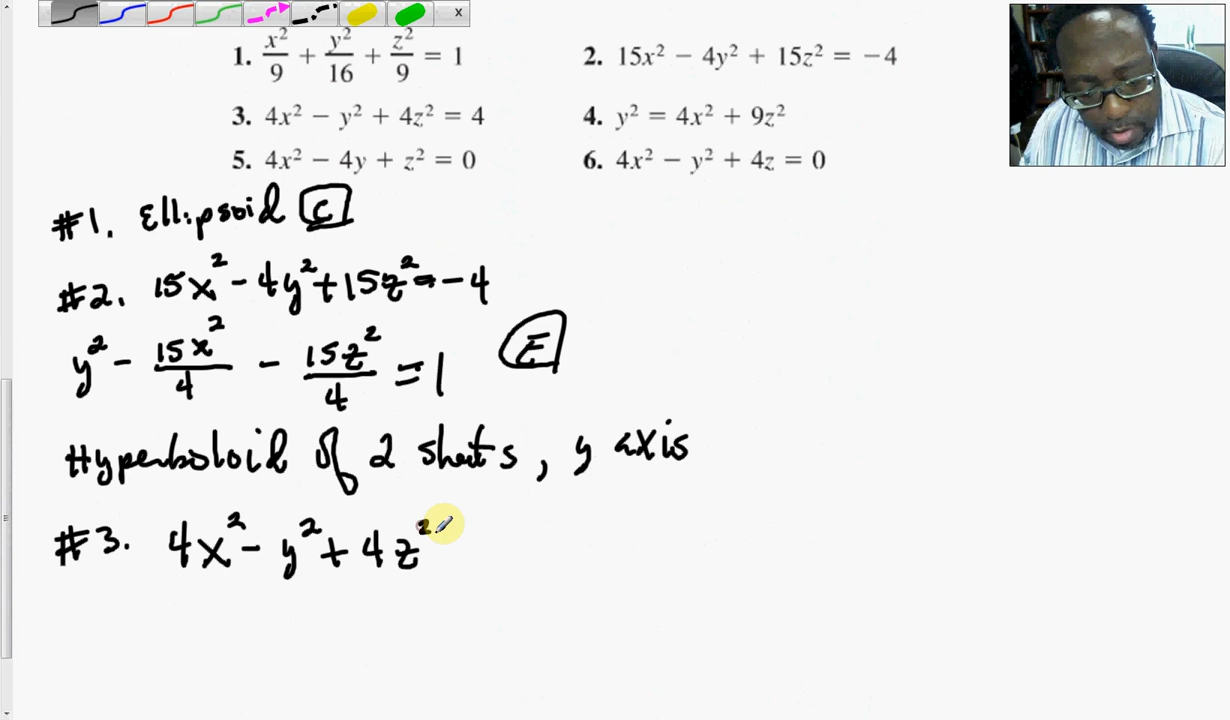 1. x²/9 + y²/16 + z²/9 = 1
2. 15x² − 4y² + 15z² = −4
3. 4x² − y² + 4z² = 4
4. y² = 4x² + 9z²
5. 4x² − 4y + z² = 0
6. 4x² − y² + 4z = 0
#1. Ellipsoid C
#2. 15x² - 4y² + 15z² = -4
y² - 15x²/4 - 15z²/4 = 1 E
Hyperboloid of 2 sheets, y axis
#3. 4x² - y² + 4z²